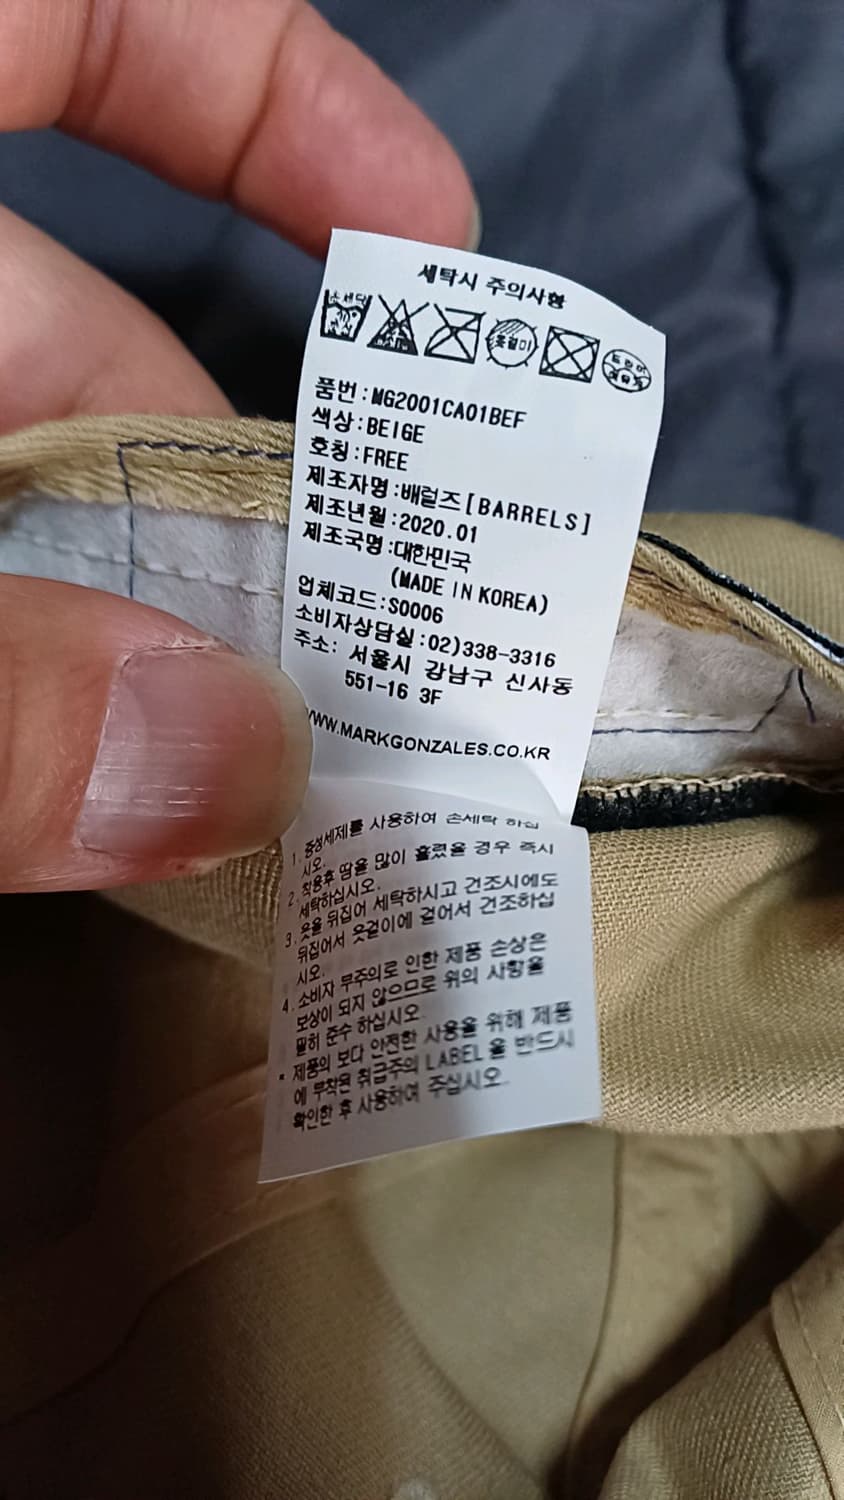 세탁시 주의사항
손세탁
옷걸이
드라이
품번:MG2001CA01BEF
색상:BEIGE
호칭:FREE
제조자명:배럴즈[BARRELS]
제조년월:2020.01
제조국명:대한민국
(MADE IN KOREA)
업체코드:S0006
소비자상담실:02)338-3316
주소: 서울시 강남구 신사동
551-16 3F
WWW.MARKGONZALES.CO.KR
1. 중성세제를 사용하여 손세탁 하십
시오.
2. 착용후 땀을 많이 흘렸을 경우 즉시
세탁하십시오.
3. 옷을 뒤집어 세탁하시고 건조시에도
뒤집어서 옷걸이에 걸어서 건조하십
시오.
4. 소비자 부주의로 인한 제품 손상은
보상이 되지 않으므로 위의 사항을
필히 준수 하십시오.
* 제품의 보다 안전한 사용을 위해 제품
에 부착된 취급주의 LABEL 을 반드시
확인한 후 사용하여 주십시오.